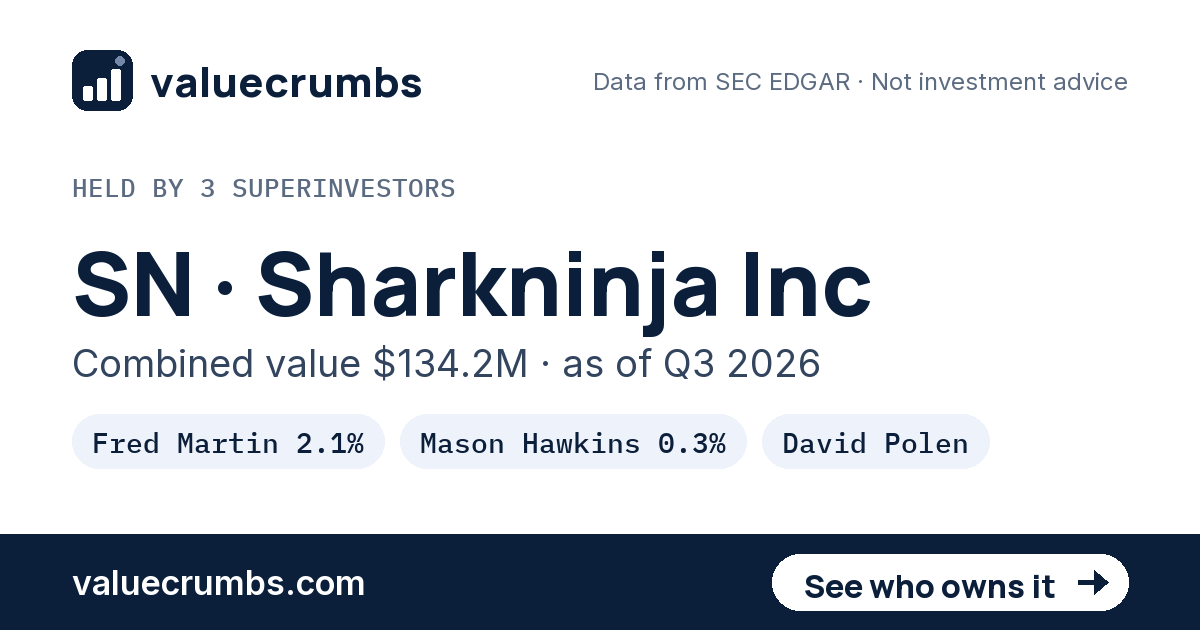 valuecrumbs
Data from SEC EDGAR · Not investment advice
HELD BY 3 SUPERINVESTORS
SN · Sharkninja Inc
Combined value $134.2M · as of Q3 2026
Fred Martin 2.1% Mason Hawkins 0.3% David Polen
valuecrumbs.com
See who owns it →